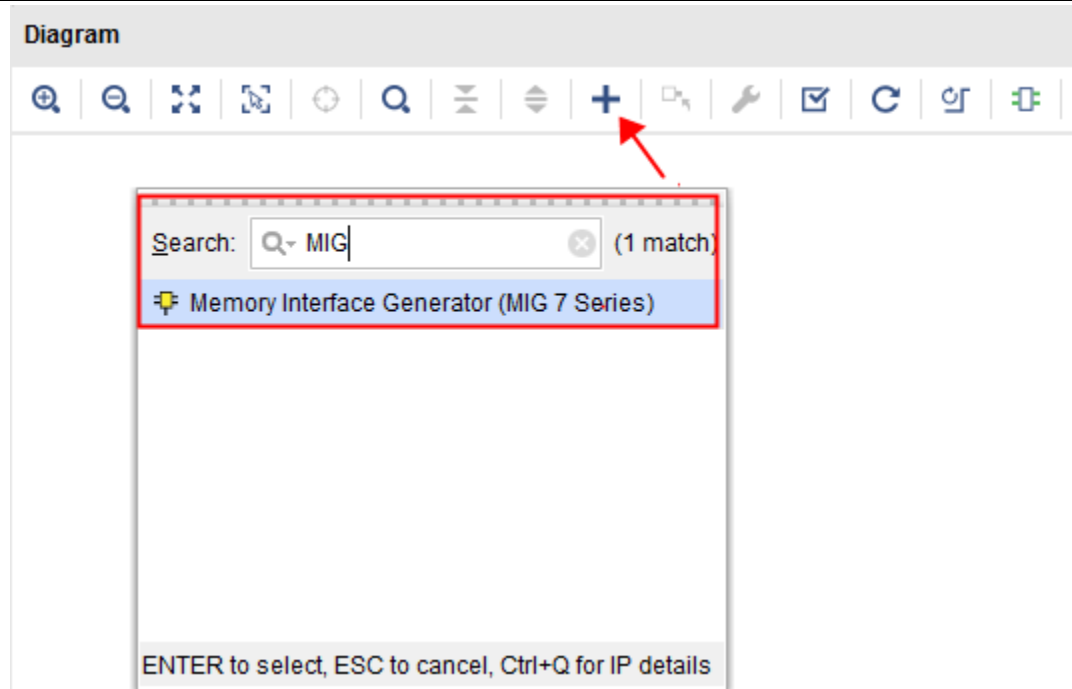 Diagram
Search: MIG (1 match)
Memory Interface Generator (MIG 7 Series)
ENTER to select, ESC to cancel, Ctrl+Q for IP details